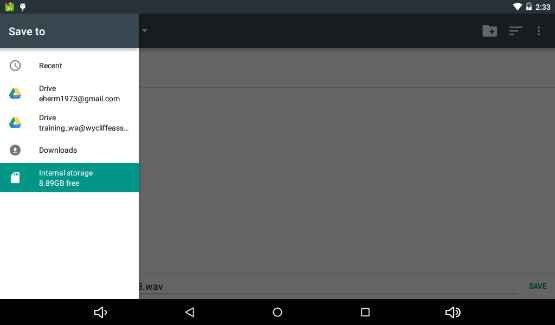 2:33
Save to
Recent
Drive
eherm1973@gmail.com
Drive
training_wa@wycliffeass...
Downloads
Internal storage
8.89GB free
.wav
SAVE